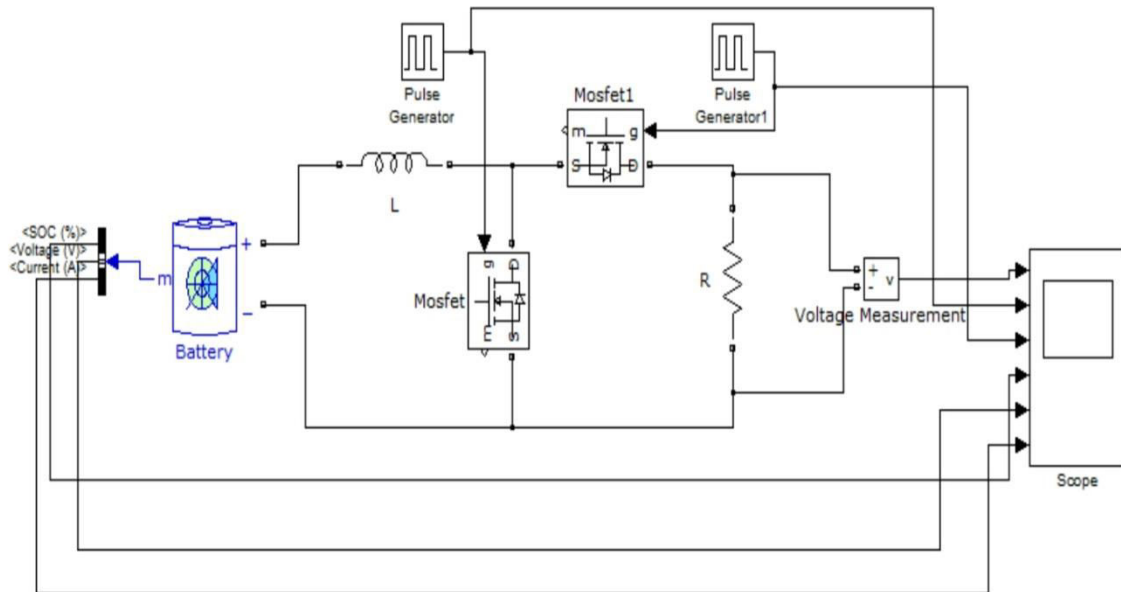 Pulse
Generator
Pulse
Generator1
Mosfet1
m
g
S
D
L
<SOC (%)>
<Voltage (V)>
<Current (A)>
m
+
−
Battery
g
D
Mosfet
m
S
R
+
-
v
Voltage Measurement
Scope